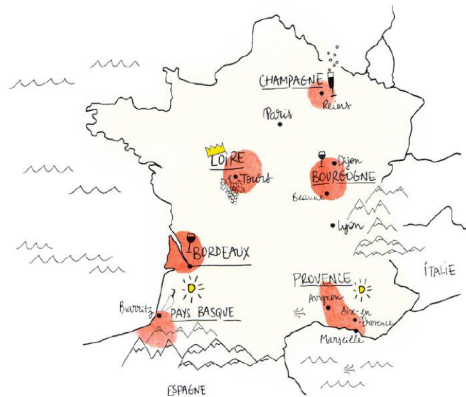 CHAMPAGNE
Reims
Paris
LOIRE
Tours
Dijon
BOURGOGNE
Beaune
Lyon
BORDEAUX
ITALIE
PROVENCE
Avignon
Aix-en
Provence
Marseille
Biarritz
PAYS BASQUE
ESPAGNE